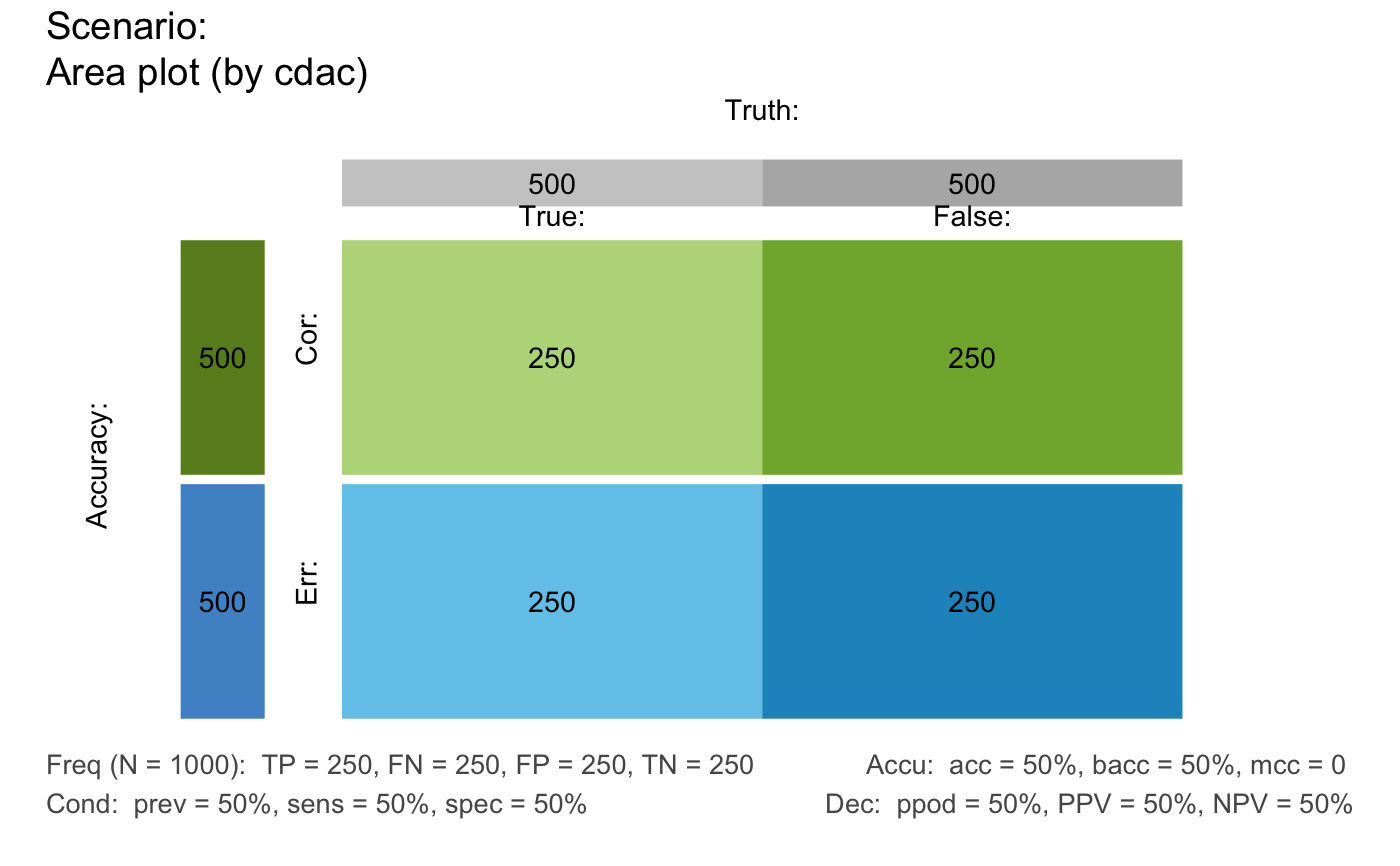 Scenario:
Area plot (by cdac)
Truth:
500 500
True: False:
Accuracy:
500 Cor: 250 250
500 Err: 250 250
Freq (N = 1000):  TP = 250, FN = 250, FP = 250, TN = 250
Accu:  acc = 50%, bacc = 50%, mcc = 0
Cond:  prev = 50%, sens = 50%, spec = 50%
Dec:  ppod = 50%, PPV = 50%, NPV = 50%